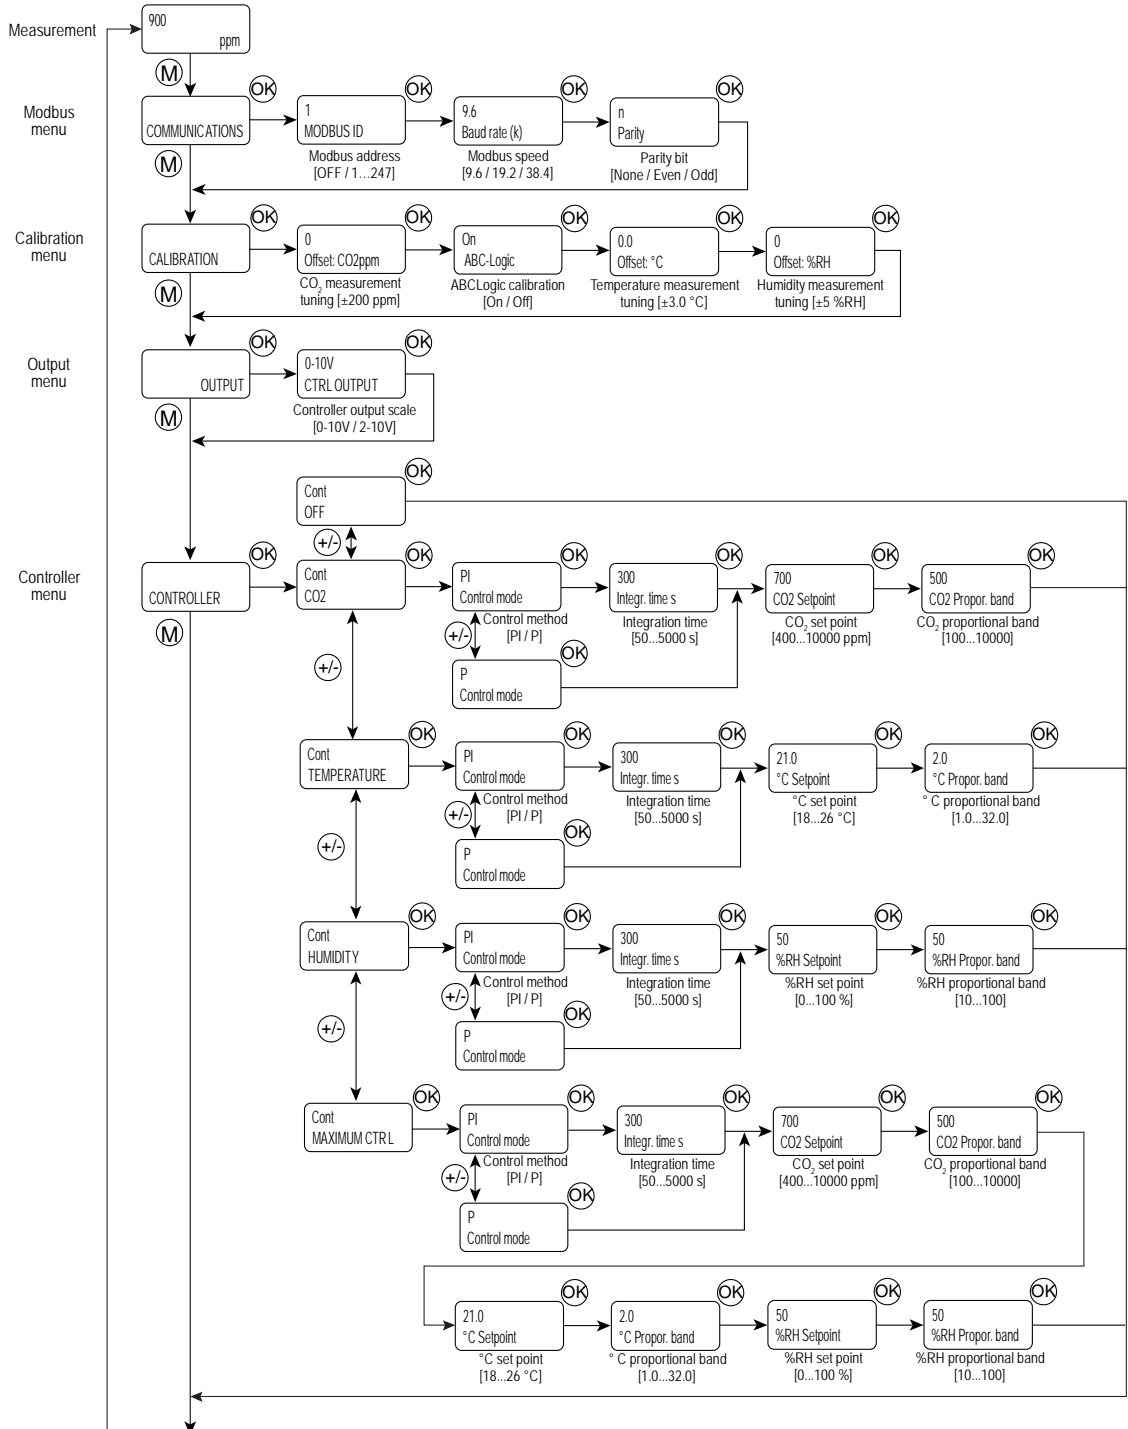 Measurement
900
ppm
M
Modbus
menu
COMMUNICATIONS
OK
1
MODBUS ID
OK
Modbus address
[OFF / 1...247]
9.6
Baud rate (k)
OK
Modbus speed
[9.6 / 19.2 / 38.4]
n
Parity
OK
Parity bit
[None / Even / Odd]
M
Calibration
menu
CALIBRATION
OK
0
Offset: CO2ppm
OK
CO2 measurement
tuning [±200 ppm]
On
ABC-Logic
OK
ABCLogic calibration
[On / Off]
0.0
Offset: °C
OK
Temperature measurement
tuning [±3.0 °C]
0
Offset: %RH
OK
Humidity measurement
tuning [±5 %RH]
M
Output
menu
OUTPUT
OK
0-10V
CTRL OUTPUT
OK
Controller output scale
[0-10V / 2-10V]
M
Cont
OFF
OK
+/-
Controller
menu
CONTROLLER
OK
M
Cont
CO2
OK
PI
Control mode
OK
Control method
[PI / P]
+/-
P
Control mode
OK
300
Integr. time s
OK
Integration time
[50...5000 s]
700
CO2 Setpoint
OK
CO2 set point
[400...10000 ppm]
500
CO2 Propor. band
OK
CO2 proportional band
[100...10000]
+/-
Cont
TEMPERATURE
OK
PI
Control mode
OK
Control method
[PI / P]
+/-
P
Control mode
OK
300
Integr. time s
OK
Integration time
[50...5000 s]
21.0
°C Setpoint
OK
°C set point
[18...26 °C]
2.0
°C Propor. band
OK
° C proportional band
[1.0...32.0]
+/-
Cont
HUMIDITY
OK
PI
Control mode
OK
Control method
[PI / P]
+/-
P
Control mode
OK
300
Integr. time s
OK
Integration time
[50...5000 s]
50
%RH Setpoint
OK
%RH set point
[0...100 %]
50
%RH Propor. band
OK
%RH proportional band
[10...100]
+/-
Cont
MAXIMUM CTRL
OK
PI
Control mode
OK
Control method
[PI / P]
+/-
P
Control mode
OK
300
Integr. time s
OK
Integration time
[50...5000 s]
700
CO2 Setpoint
OK
CO2 set point
[400...10000 ppm]
500
CO2 Propor. band
OK
CO2 proportional band
[100...10000]
21.0
°C Setpoint
OK
°C set point
[18...26 °C]
2.0
°C Propor. band
OK
° C proportional band
[1.0...32.0]
50
%RH Setpoint
OK
%RH set point
[0...100 %]
50
%RH Propor. band
OK
%RH proportional band
[10...100]